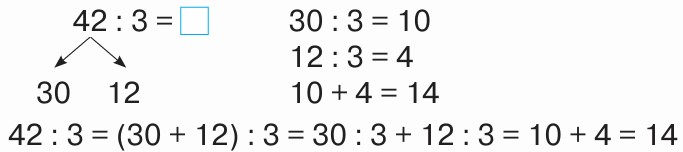 42 : 3 = □ 30 : 3 = 10
12 : 3 = 4
30 12 10 + 4 = 14
42 : 3 = (30 + 12) : 3 = 30 : 3 + 12 : 3 = 10 + 4 = 14